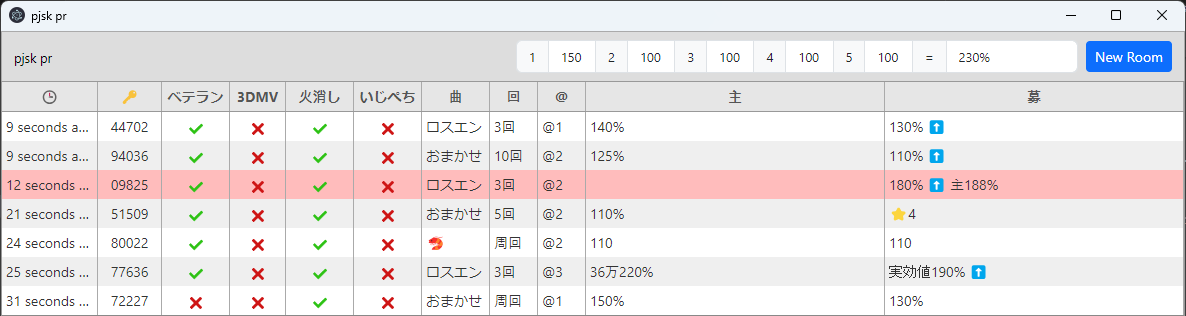 pjsk pr
pjsk pr 1 150 2 100 3 100 4 100 5 100 = 230% New Room
ベテラン 3DMV 火消し いじぺち 曲 回 @ 主 募
9 seconds a... 44702 ロスエン 3回 @1 140% 130% ⬆️
9 seconds a... 94036 おまかせ 10回 @2 125% 110% ⬆️
12 seconds ... 09825 ロスエン 3回 @2 180% ⬆️ 主188%
21 seconds ... 51509 おまかせ 5回 @2 110% ⭐4
24 seconds ... 80022 🦐 周回 @2 110 110
25 seconds ... 77636 ロスエン 3回 @3 36万220% 実効値190% ⬆️
31 seconds ... 72227 おまかせ 周回 @1 150% 130%